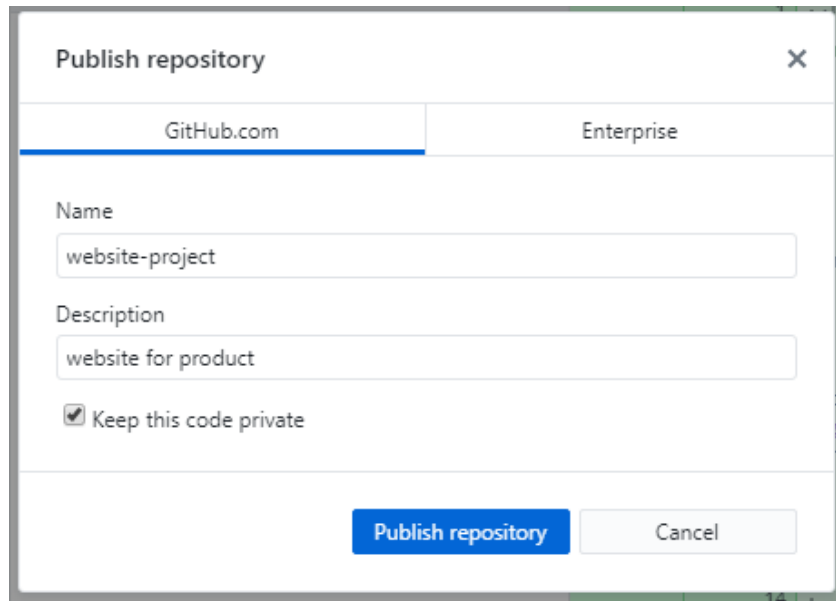 Publish repository
GitHub.com Enterprise
Name
website-project
Description
website for product
Keep this code private
Publish repository Cancel
14